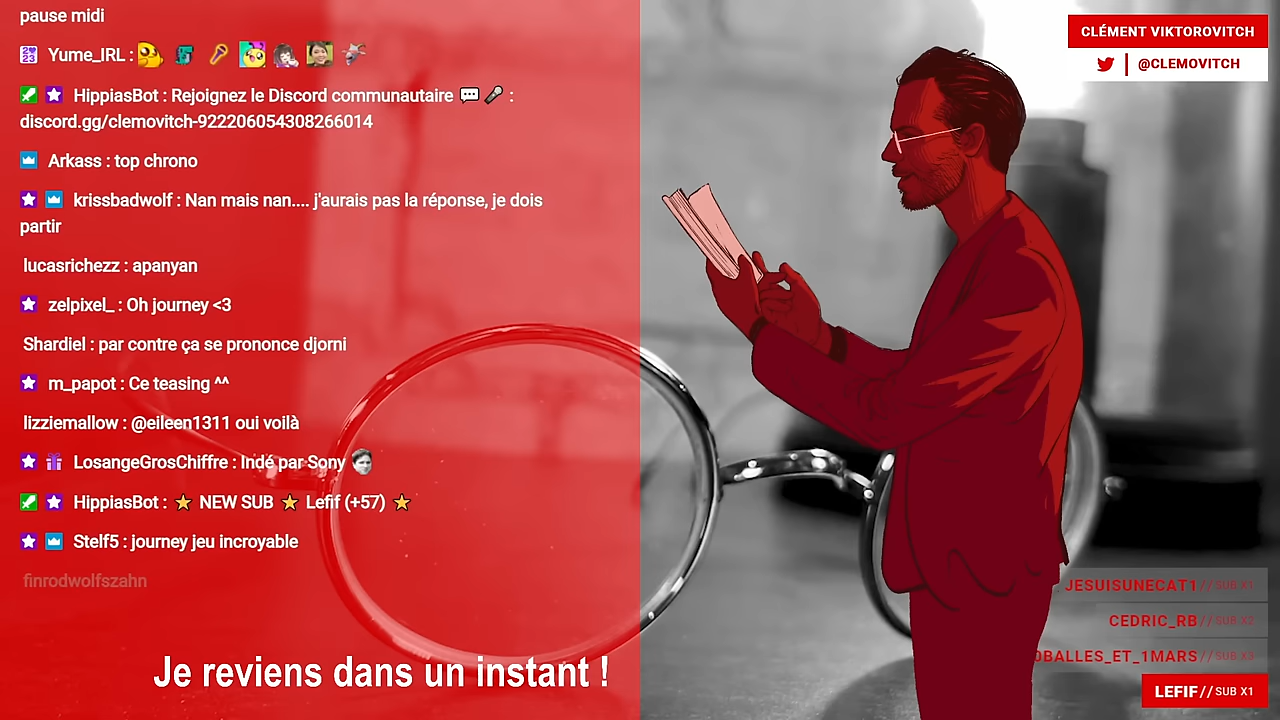 pause midi
Yume_IRL :
HippiasBot : Rejoignez le Discord communautaire :
discord.gg/clemovitch-922206054308266014
Arkass : top chrono
krissbadwolf : Nan mais nan.... j'aurais pas la réponse, je dois
partir
lucasrichezz : apanyan
zelpixel_ : Oh journey <3
Shardiel : par contre ça se prononce djorni
m_papot : Ce teasing ^^
lizziemallow : @eileen1311 oui voilà
LosangeGrosChiffre : Indé par Sony
HippiasBot : NEW SUB Lefif (+57)
Stelf5 : journey jeu incroyable
finrodwolfszahn
Je reviens dans un instant !
CLÉMENT VIKTOROVITCH
@CLEMOVITCH
JESUISUNECAT1//SUB X1
CEDRIC_RB//SUB X2
0BALLES_ET_1MARS//SUB X3
LEFIF//SUB X1